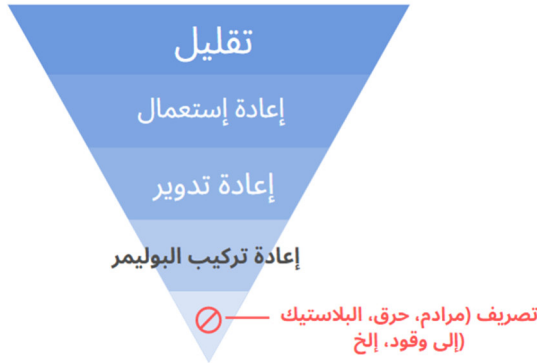 تقليل
إعادة إستعمال
إعادة تدوير
إعادة تركيب البوليمر
تصريف (مرادم، حرق، البلاستيك
إلى وقود، إلخ)